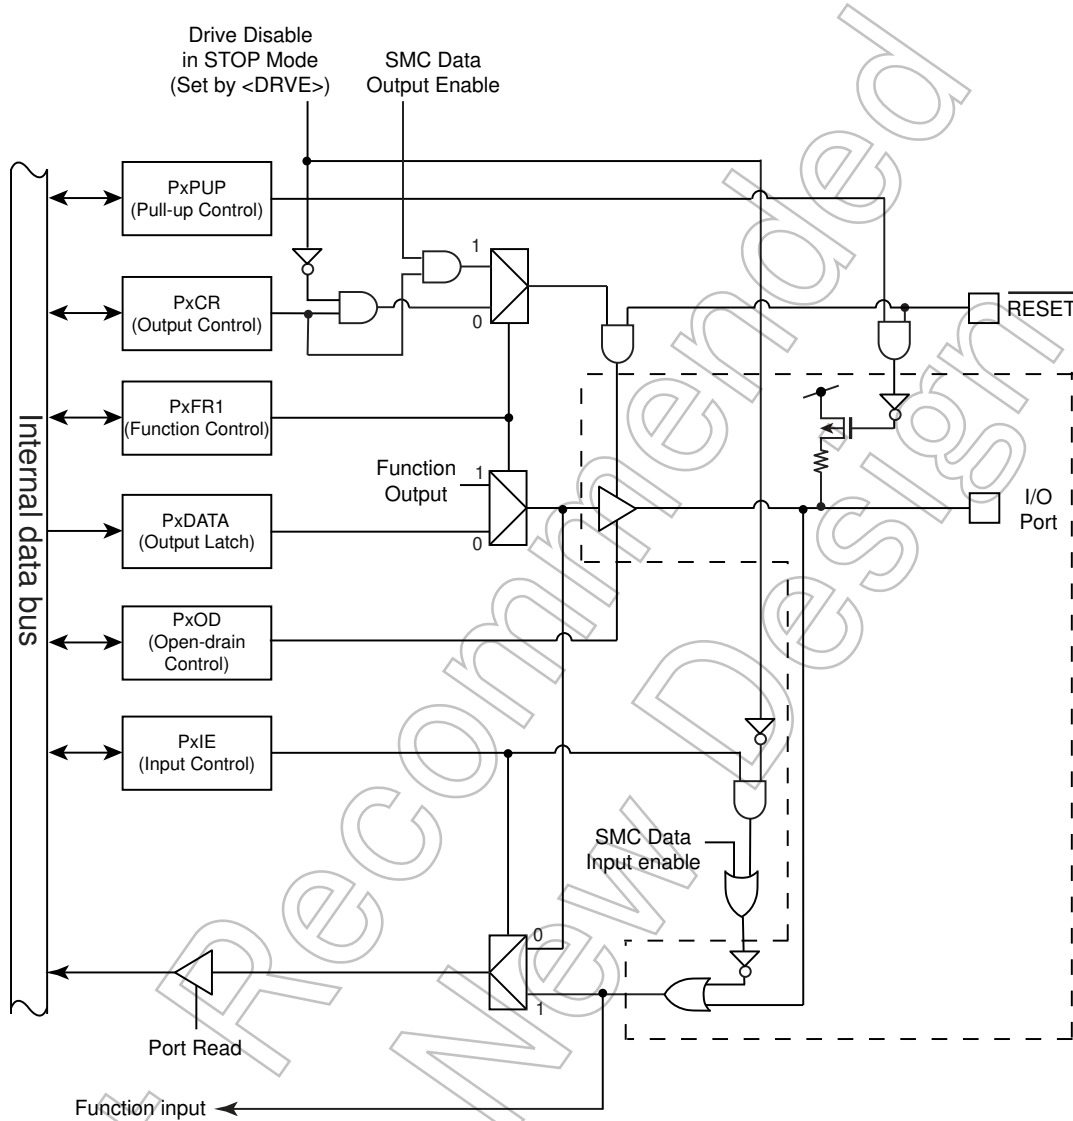 Drive Disable
in STOP Mode
(Set by <DRVE>)
SMC Data
Output Enable
PxPUP
(Pull-up Control)
1
PxCR
(Output Control)
0
RESET
PxFR1
(Function Control)
Function
Output
1
I/O
Port
PxDATA
(Output Latch)
0
Internal data bus
PxOD
(Open-drain
Control)
PxIE
(Input Control)
SMC Data
Input enable
0
1
Port Read
Function input
Recommended
New Design